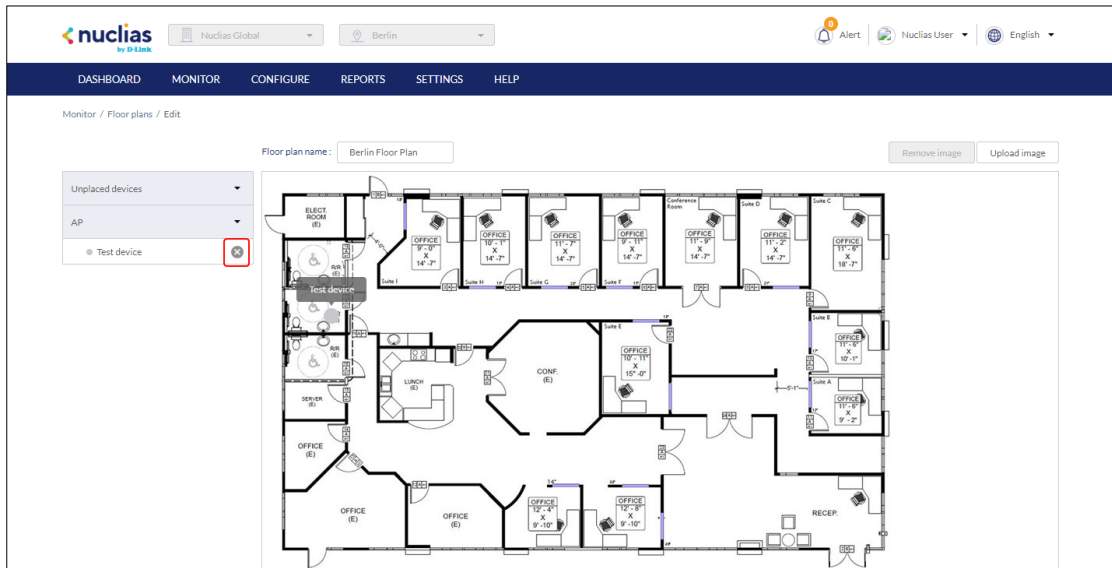 nuclias
by D-Link
Nuclias Global
Berlin
0
Alert
Nuclias User
English
DASHBOARD MONITOR CONFIGURE REPORTS SETTINGS HELP
Monitor / Floor plans / Edit
Floor plan name :
Berlin Floor Plan
Remove image
Upload image
Unplaced devices
AP
Test device
ELECT.
ROOM
(E)
R/R
(E)
Test device
R/R
(E)
SERVER
(E)
OFFICE
(E)
OFFICE
(E)
OFFICE
(E)
LUNCH
(E)
CONF.
(E)
OFFICE
9' - 0"
X
14' -7"
Suite I
OFFICE
10' - 1"
X
14' -7"
Suite H
OFFICE
11' - 7"
X
14' -7"
Suite G
OFFICE
9' - 11"
X
14' -7"
Suite F
Conference
Room
OFFICE
11' - 9"
X
14' -7"
Suite D
OFFICE
11' - 2"
X
14' -7"
Suite C
OFFICE
11' - 6"
X
18' -7"
Suite E
OFFICE
10' - 11"
X
15" -0"
Suite B
OFFICE
11' - 6"
X
10' -1"
5'-1"
Suite A
OFFICE
11' - 6"
X
9' - 2"
14"
OFFICE
12' - 4"
X
9' -10"
OFFICE
12' - 8"
X
9' -10"
RECEP.